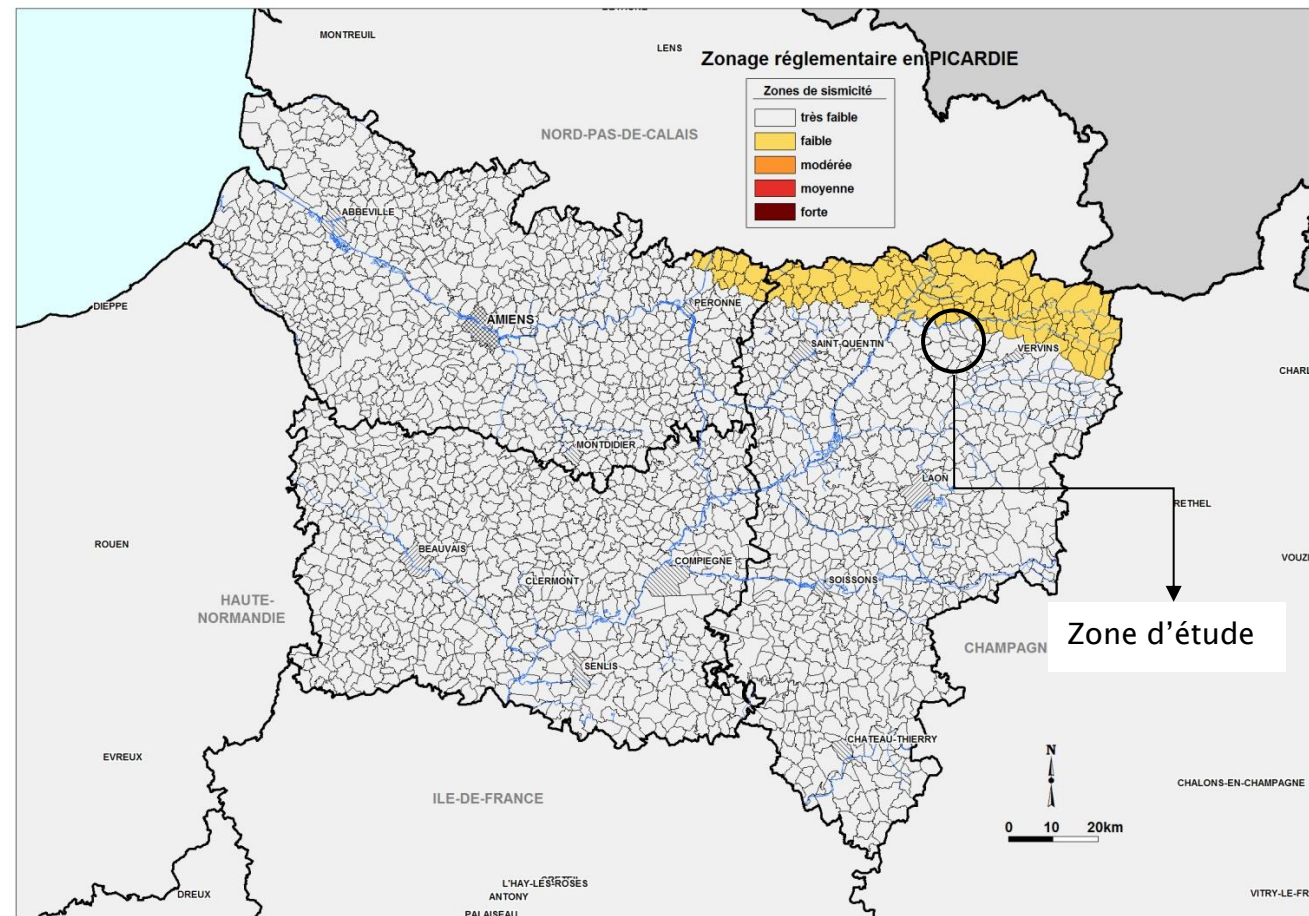 MONTREUIL
LENS
Zonage réglementaire en PICARDIE
Zones de sismicité
très faible
faible
modérée
moyenne
forte
NORD-PAS-DE-CALAIS
ABBEVILLE
DIEPPE
PERONNE
AMIENS
SAINT-QUENTIN
VERVINS
CHARL
MONTDIDIER
LAON
RETHEL
ROUEN
BEAUVAIS
COMPIEGNE
VOUZI
CLERMONT
SOISSONS
HAUTE-
NORMANDIE
Zone d'étude
CHAMPAGN
SENLIS
CHATEAU-THIERRY
EVREUX
N
CHALONS-EN-CHAMPAGNE
ILE-DE-FRANCE
0 10 20km
L'HAY-LES-ROSES
DREUX
ANTONY
VITRY-LE-FR
PALAISEAU